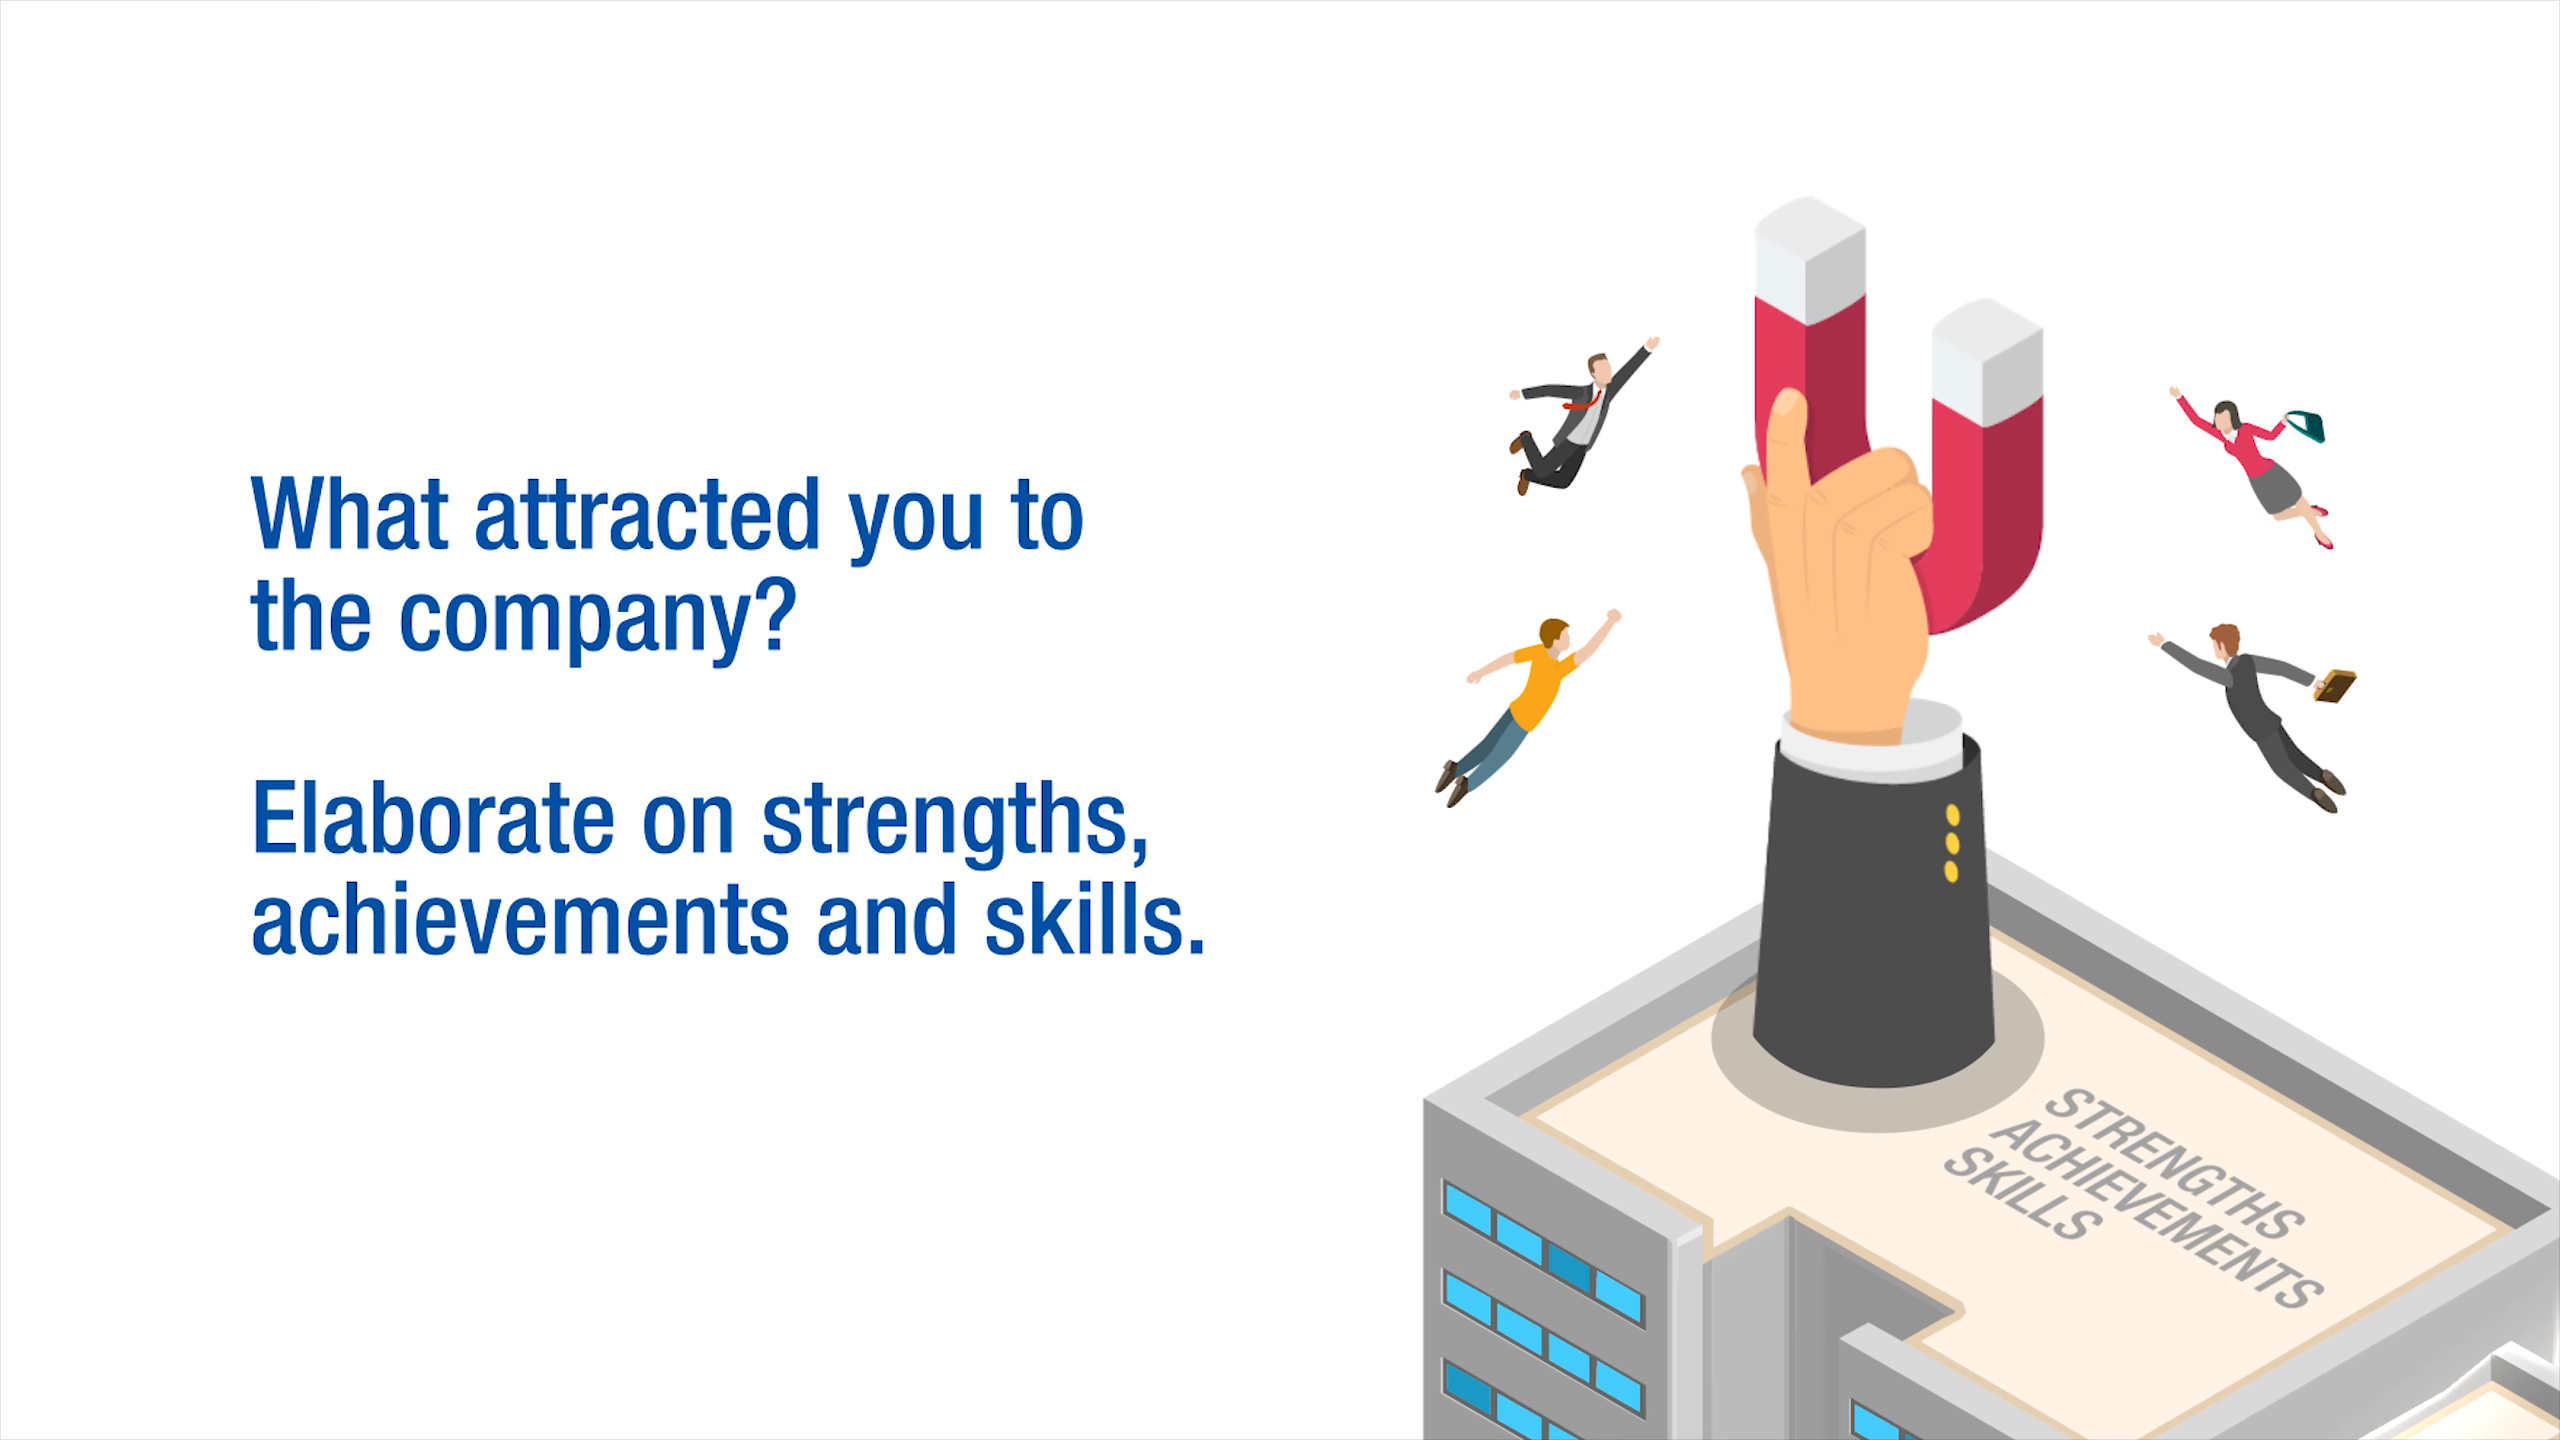 What attracted you to
the company?
Elaborate on strengths,
achievements and skills.
STRENGTHS
ACHIEVEMENTS
SKILLS